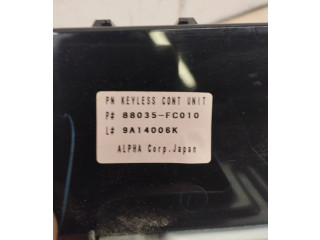 PN KEYLESS CONT UNIT
P# 88035-FC010
L# 9A14006K
ALPHA Corp.Japan